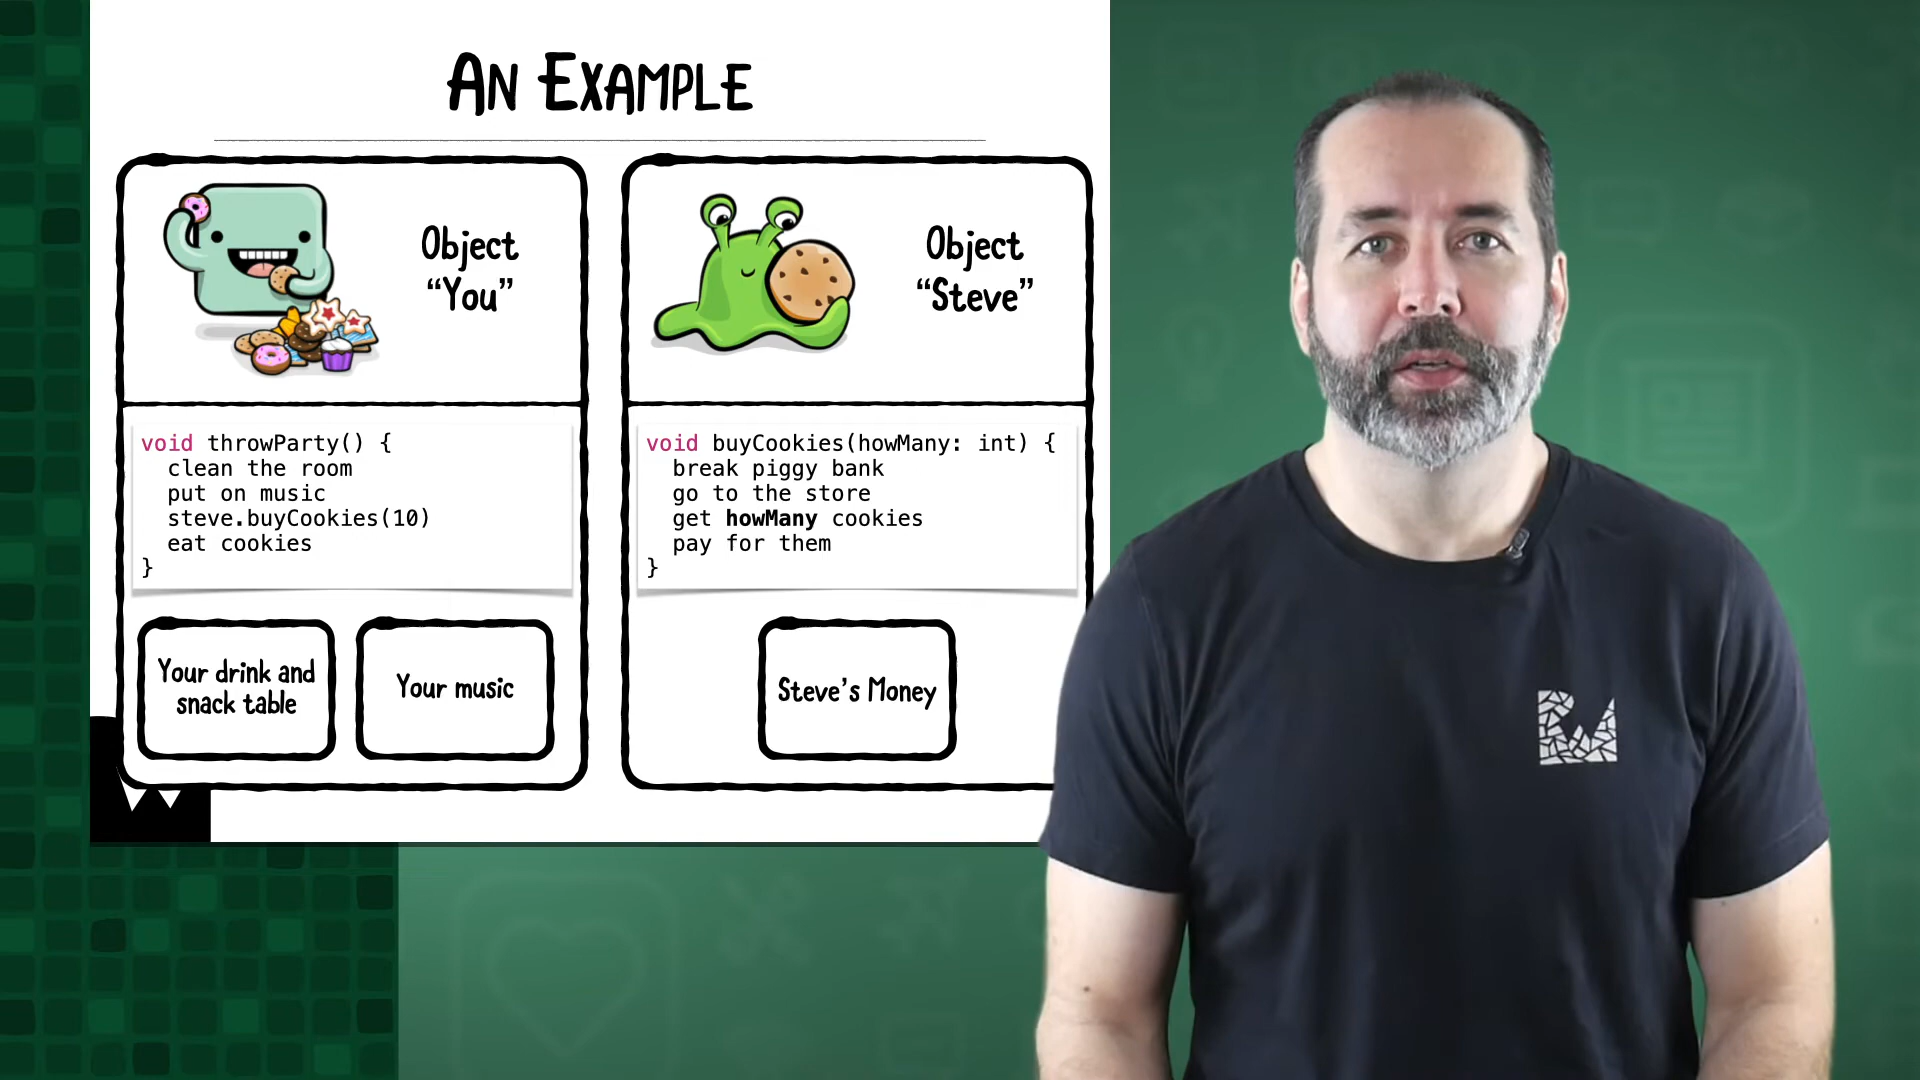 An Example
Object
“You”
void throwParty() {
  clean the room
  put on music
  steve.buyCookies(10)
  eat cookies
}
Your drink and
snack table
Your music
Object
“Steve”
void buyCookies(howMany: int) {
  break piggy bank
  go to the store
  get howMany cookies
  pay for them
}
Steve’s Money